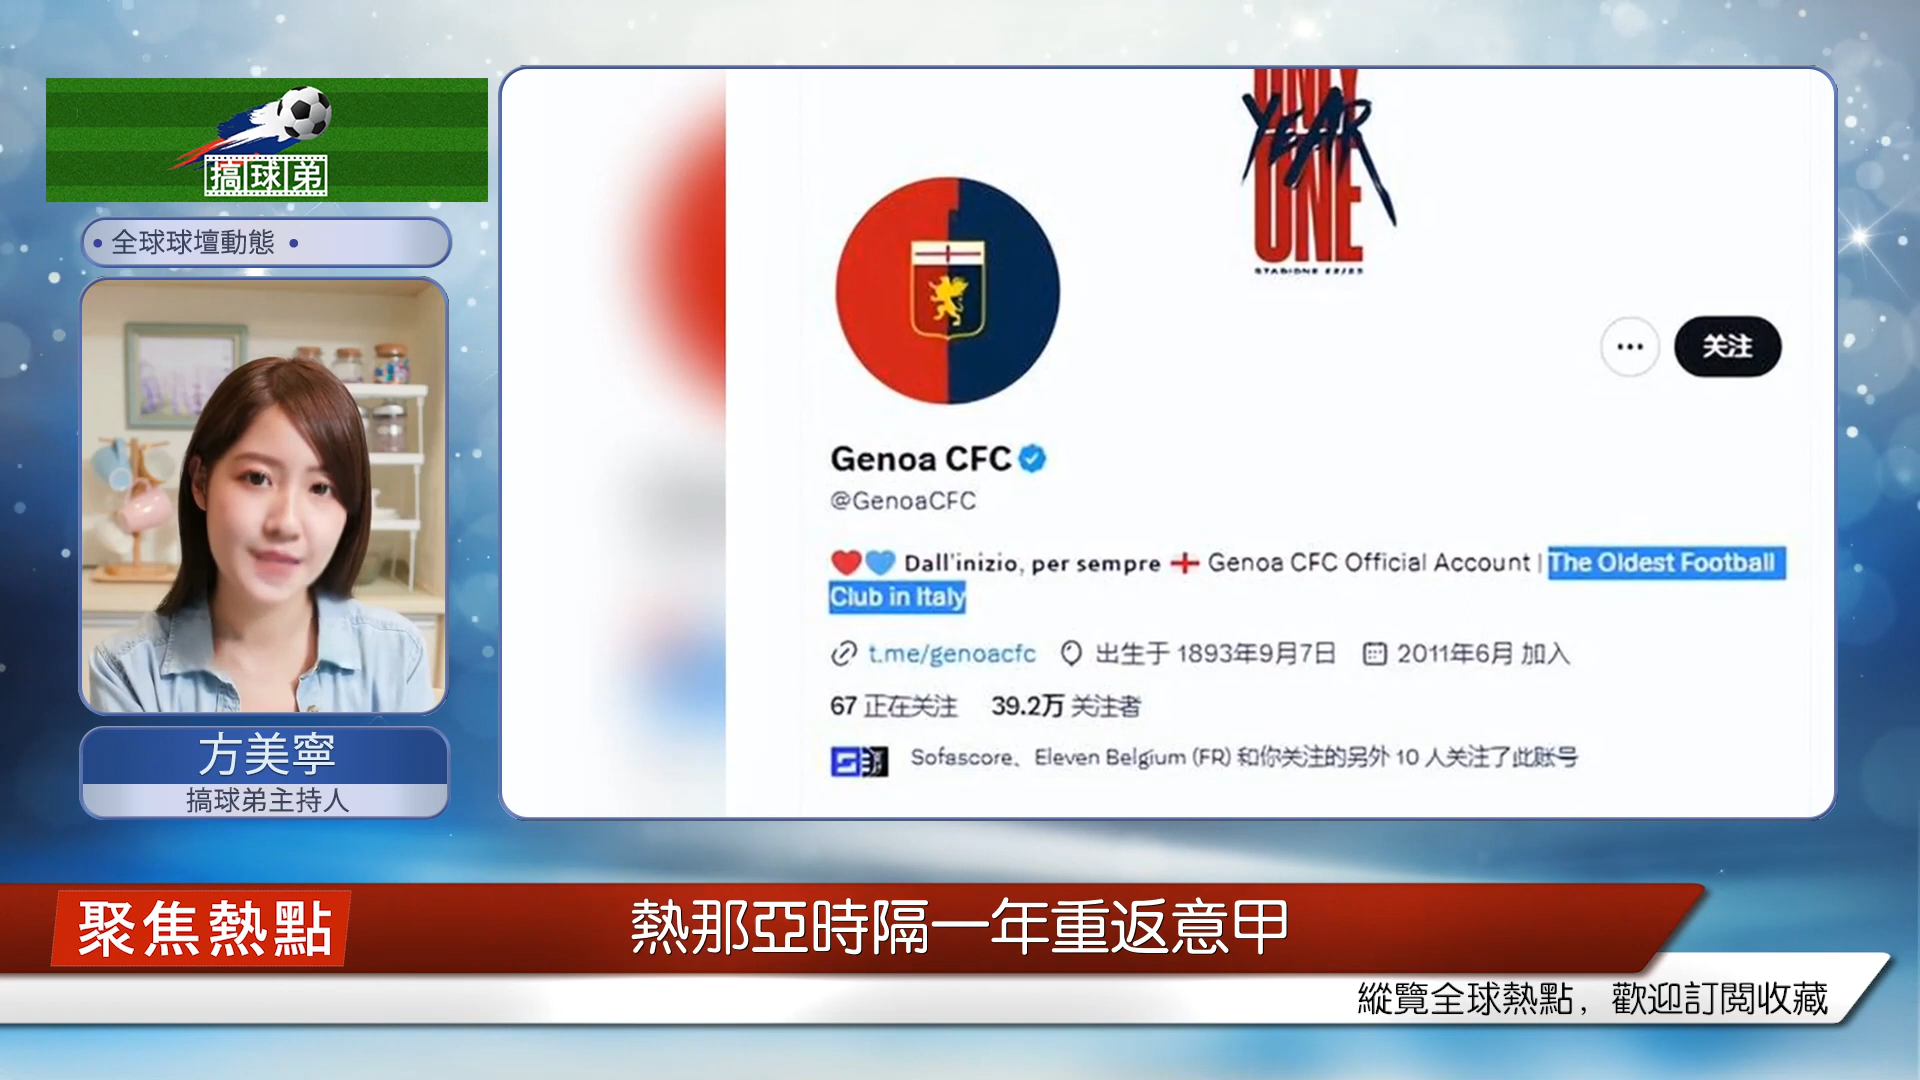 搞球弟
• 全球球壇動態 •
方美寧
搞球弟主持人
ONLY
YEAR
ONE
关注
Genoa CFC
@GenoaCFC
Dall'inizio, per sempre Genoa CFC Official Account | The Oldest Football
Club in Italy
t.me/genoacfc 出生于 1893年9月7日 2011年6月 加入
67 正在关注 39.2万 关注者
Sofascore、Eleven Belgium (FR) 和你关注的另外 10 人关注了此账号
聚焦熱點
熱那亞時隔一年重返意甲
縱覽全球熱點，歡迎訂閱收藏